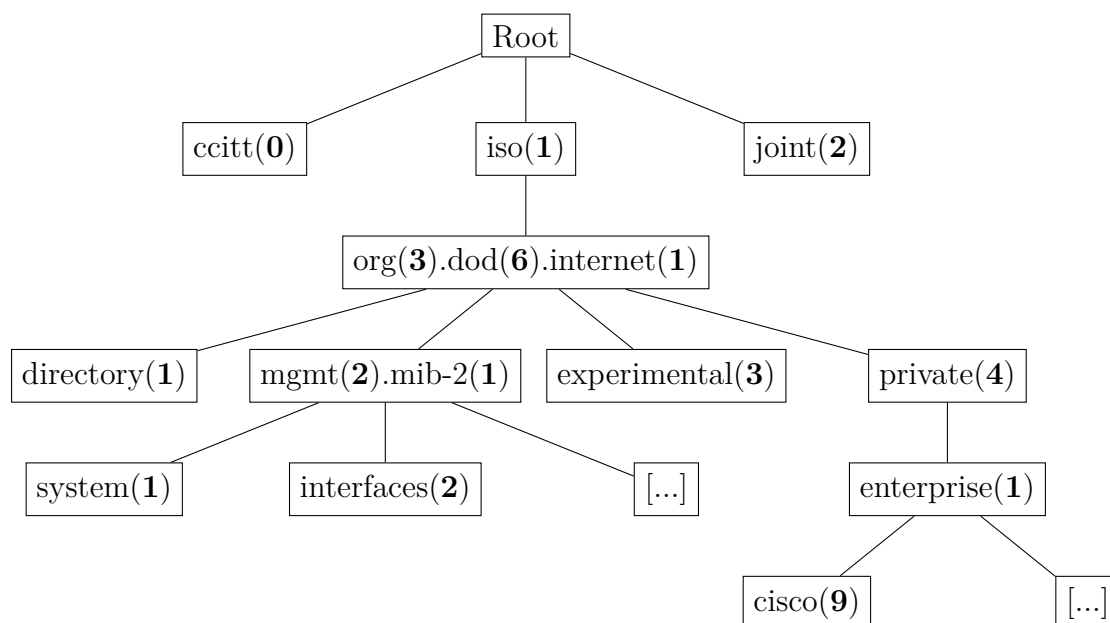 Root
ccitt(0)
iso(1)
joint(2)
org(3).dod(6).internet(1)
directory(1)
mgmt(2).mib-2(1)
experimental(3)
private(4)
system(1)
interfaces(2)
[...]
enterprise(1)
cisco(9)
[...]